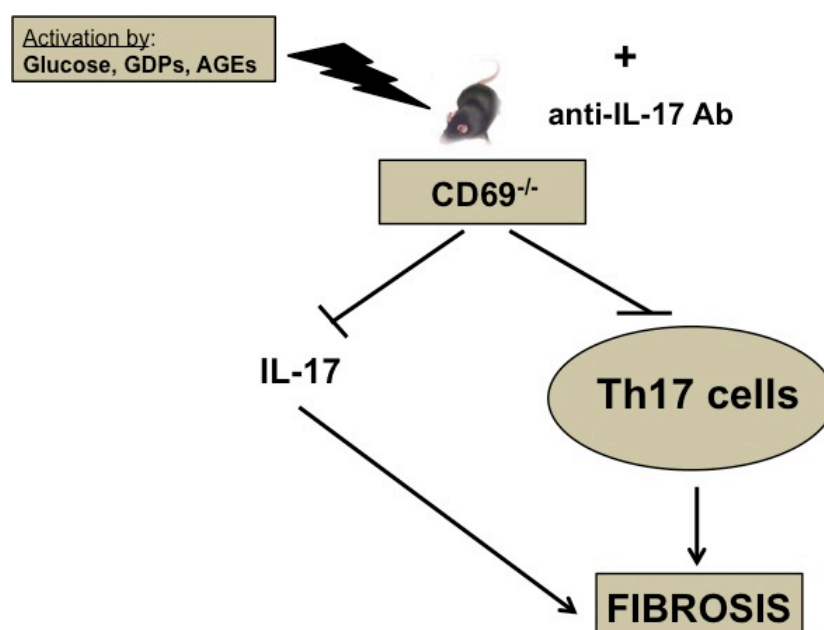 Activation by:
Glucose, GDPs, AGEs
+
anti-IL-17 Ab
CD69-/-
IL-17
Th17 cells
FIBROSIS